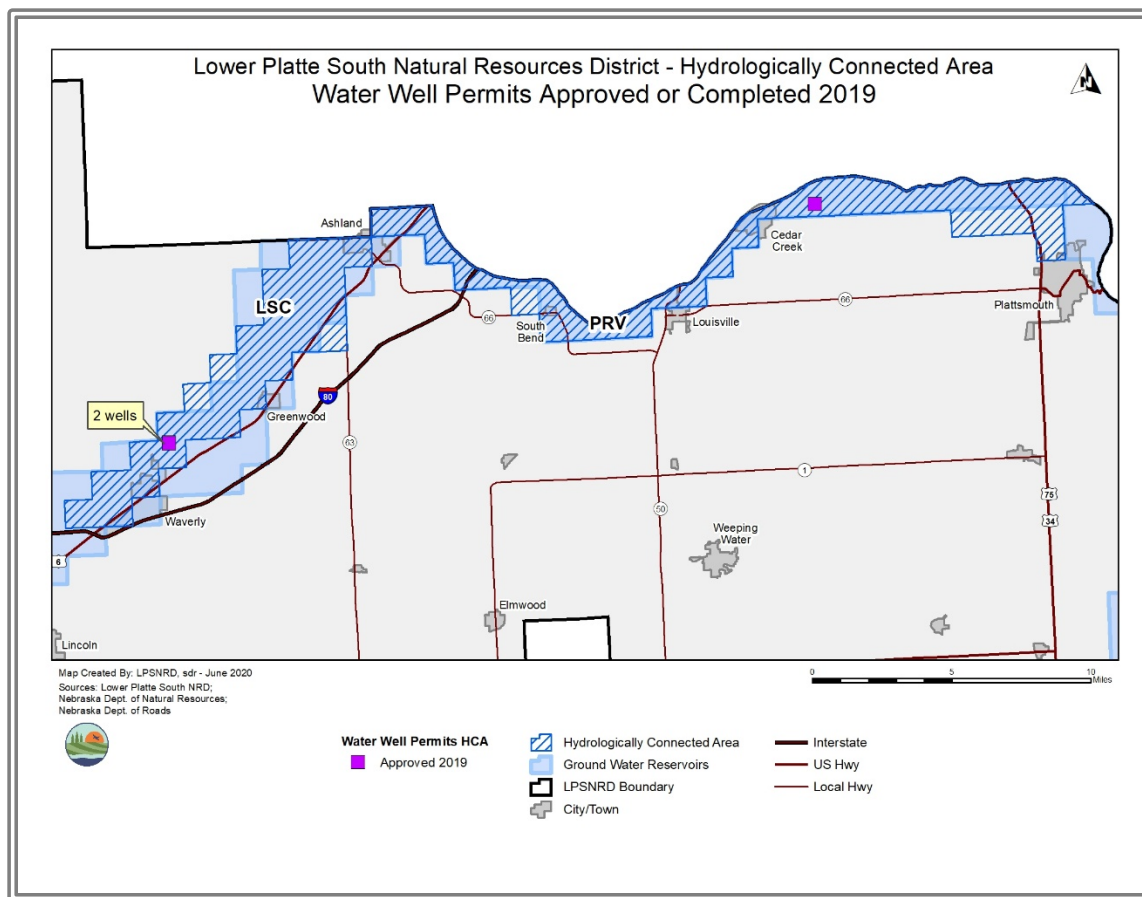 Lower Platte South Natural Resources District - Hydrologically Connected Area
Water Well Permits Approved or Completed 2019
N
Ashland
LSC
Cedar
Creek
66
South
Bend
PRV
Louisville
66
Plattsmouth
2 wells
80
Greenwood
63
1
Waverly
50
75
34
Weeping
Water
6
Elmwood
Lincoln
Map Created By: LPSNRD, sdr - June 2020
Sources: Lower Platte South NRD;
Nebraska Dept. of Natural Resources;
Nebraska Dept. of Roads
0 5 10
Miles
Water Well Permits HCA
Approved 2019
Hydrologically Connected Area
Ground Water Reservoirs
LPSNRD Boundary
City/Town
Interstate
US Hwy
Local Hwy